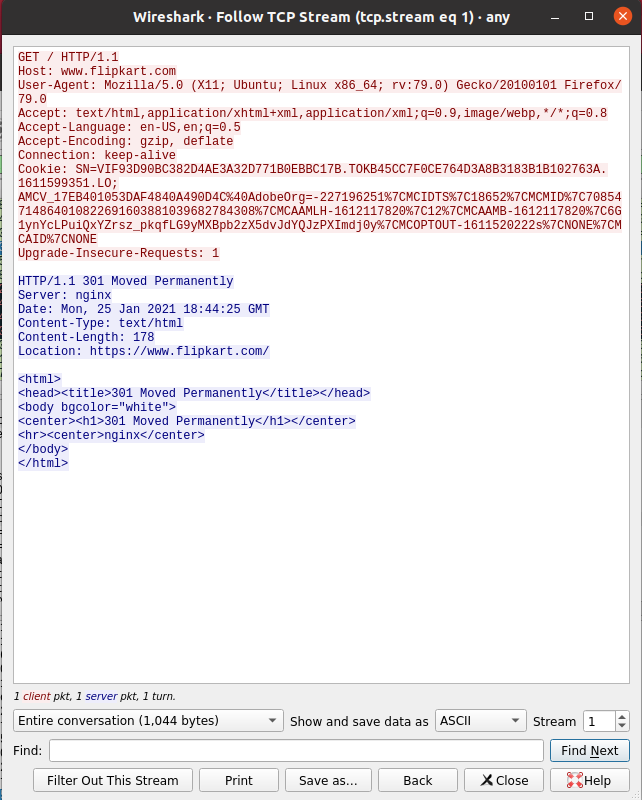 Wireshark · Follow TCP Stream (tcp.stream eq 1) · any
GET / HTTP/1.1
Host: www.flipkart.com
User-Agent: Mozilla/5.0 (X11; Ubuntu; Linux x86_64; rv:79.0) Gecko/20100101 Firefox/
79.0
Accept: text/html,application/xhtml+xml,application/xml;q=0.9,image/webp,*/*;q=0.8
Accept-Language: en-US,en;q=0.5
Accept-Encoding: gzip, deflate
Connection: keep-alive
Cookie: SN=VIF93D90BC382D4AE3A32D771B0EBBC17B.TOKB45CC7F0CE764D3A8B3183B1B102763A.
1611599351.LO;
AMCV_17EB401053DAF4840A490D4C%40AdobeOrg=-227196251%7CMCIDTS%7C18652%7CMCMID%7C70854
714864010822691603881039682784308%7CMCAAMLH-1612117820%7C12%7CMCAAMB-1612117820%7C6G
1ynYcLPuiQxYZrsz_pkqfLG9yMXBpb2zX5dvJdYQJzPXImdj0y%7CMCOPTOUT-1611520222s%7CNONE%7CM
CAID%7CNONE
Upgrade-Insecure-Requests: 1
HTTP/1.1 301 Moved Permanently
Server: nginx
Date: Mon, 25 Jan 2021 18:44:25 GMT
Content-Type: text/html
Content-Length: 178
Location: https://www.flipkart.com/
<html>
<head><title>301 Moved Permanently</title></head>
<body bgcolor="white">
<center><h1>301 Moved Permanently</h1></center>
<hr><center>nginx</center>
</body>
</html>
1 client pkt, 1 server pkt, 1 turn.
Entire conversation (1,044 bytes) Show and save data as ASCII Stream 1
Find: Find Next
Filter Out This Stream Print Save as… Back Close Help